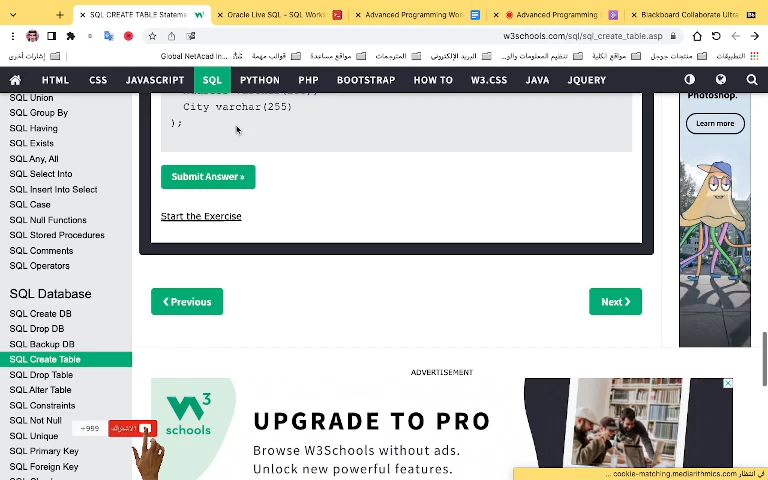 SQL CREATE TABLE Stateme
Oracle Live SQL - SQL Works
Advanced Programming Wor
Advanced Programming
Blackboard Collaborate Ultra
w3schools.com/sql/sql_create_table.asp
إشارات أخرى
Global NetAcad In...
قوالب مهمة
مواقع مساعدة
المترجمات
البريد الإلكتروني
تنظيم المعلومات والو...
مواقع الكلية
منتجات جوجل
التطبيقات
HTML CSS JAVASCRIPT SQL PYTHON PHP BOOTSTRAP HOW TO W3.CSS JAVA JQUERY
SQL Union
SQL Group By
SQL Having
SQL Exists
SQL Any, All
SQL Select Into
SQL Insert Into Select
SQL Case
SQL Null Functions
SQL Stored Procedures
SQL Comments
SQL Operators
SQL Database
SQL Create DB
SQL Drop DB
SQL Backup DB
SQL Create Table
SQL Drop Table
SQL Alter Table
SQL Constraints
SQL Not Null
SQL Unique
SQL Primary Key
SQL Foreign Key
+999
الاشتراك
City varchar(255)
);
Submit Answer »
Start the Exercise
❮ Previous
Next ❯
ADVERTISEMENT
W3
schools
UPGRADE TO PRO
Browse W3Schools without ads.
Unlock new powerful features.
Photoshop.
Learn more
في انتظار cookie-matching.mediarithmics.com ...